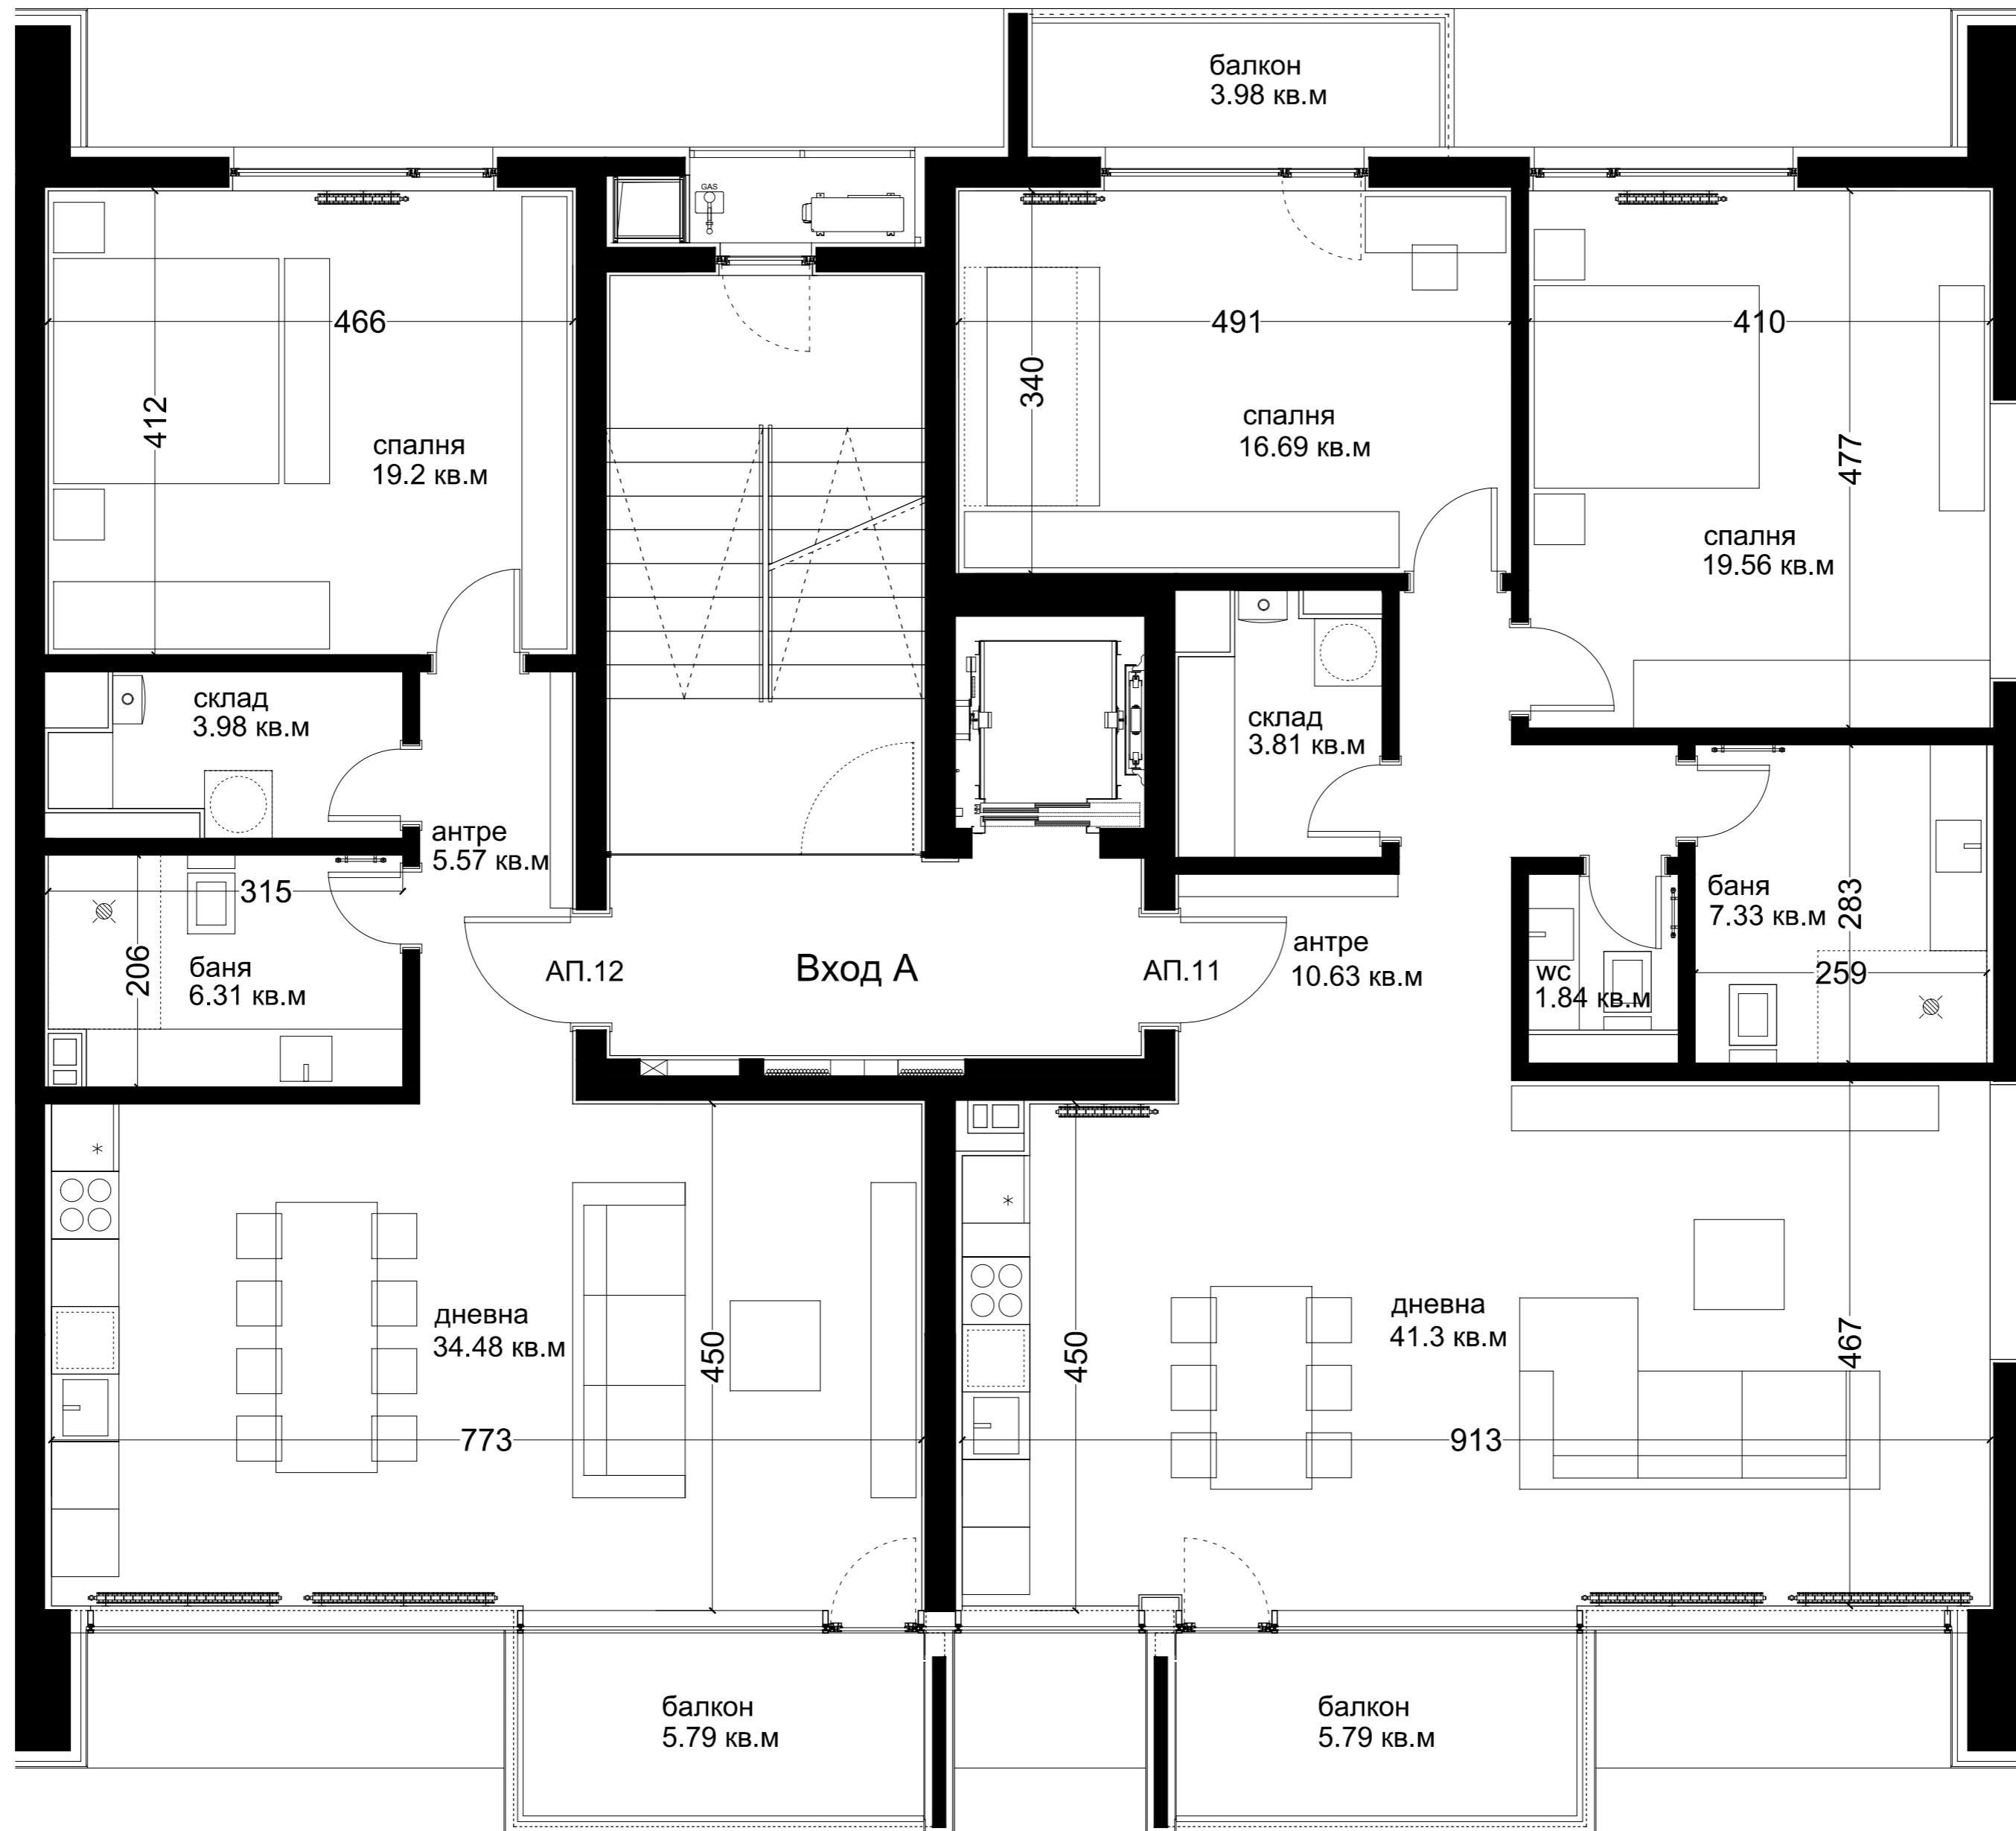 балкон
3.98 кв.м
GAS
466
412
спалня
19.2 кв.м
491
340
спалня
16.69 кв.м
410
477
спалня
19.56 кв.м
склад
3.98 кв.м
склад
3.81 кв.м
антре
5.57 кв.м
315
206
баня
6.31 кв.м
АП.12
Вход А
АП.11
антре
10.63 кв.м
wc
1.84 кв.м
баня
7.33 кв.м
283
259
дневна
34.48 кв.м
450
773
450
дневна
41.3 кв.м
467
913
балкон
5.79 кв.м
балкон
5.79 кв.м